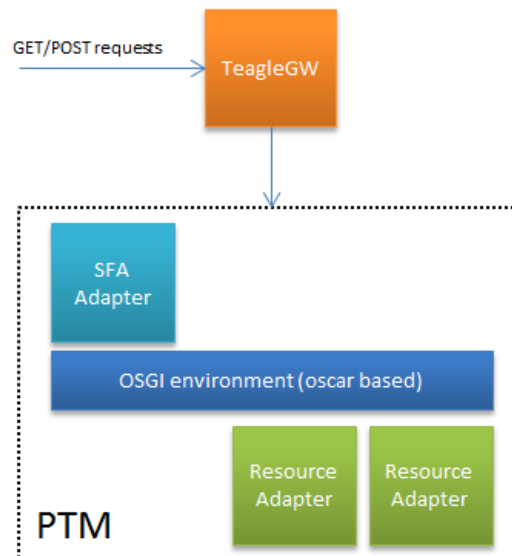 GET/POST requests
TeagleGW
SFA
Adapter
OSGI environment (oscar based)
Resource
Adapter
Resource
Adapter
PTM